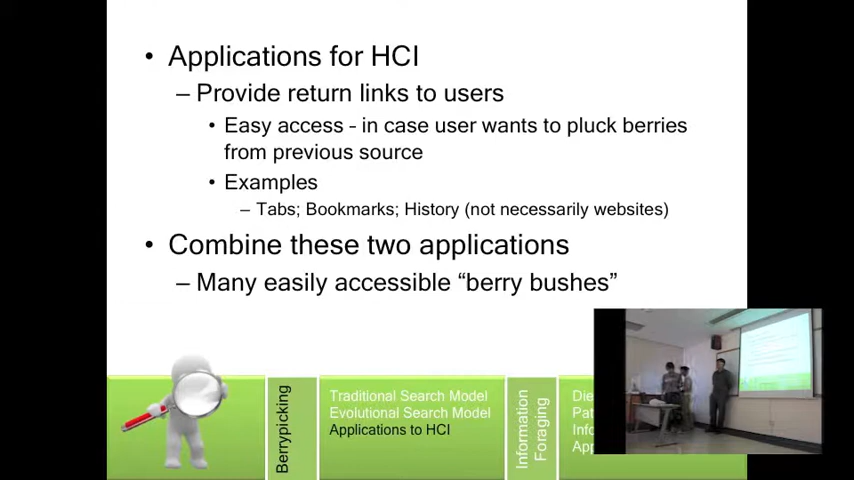 • Applications for HCI
– Provide return links to users
• Easy access - in case user wants to pluck berries
from previous source
• Examples
– Tabs; Bookmarks; History (not necessarily websites)
• Combine these two applications
– Many easily accessible “berry bushes”
Berrypicking
Traditional Search Model
Evolutional Search Model
Applications to HCI
Information
Foraging